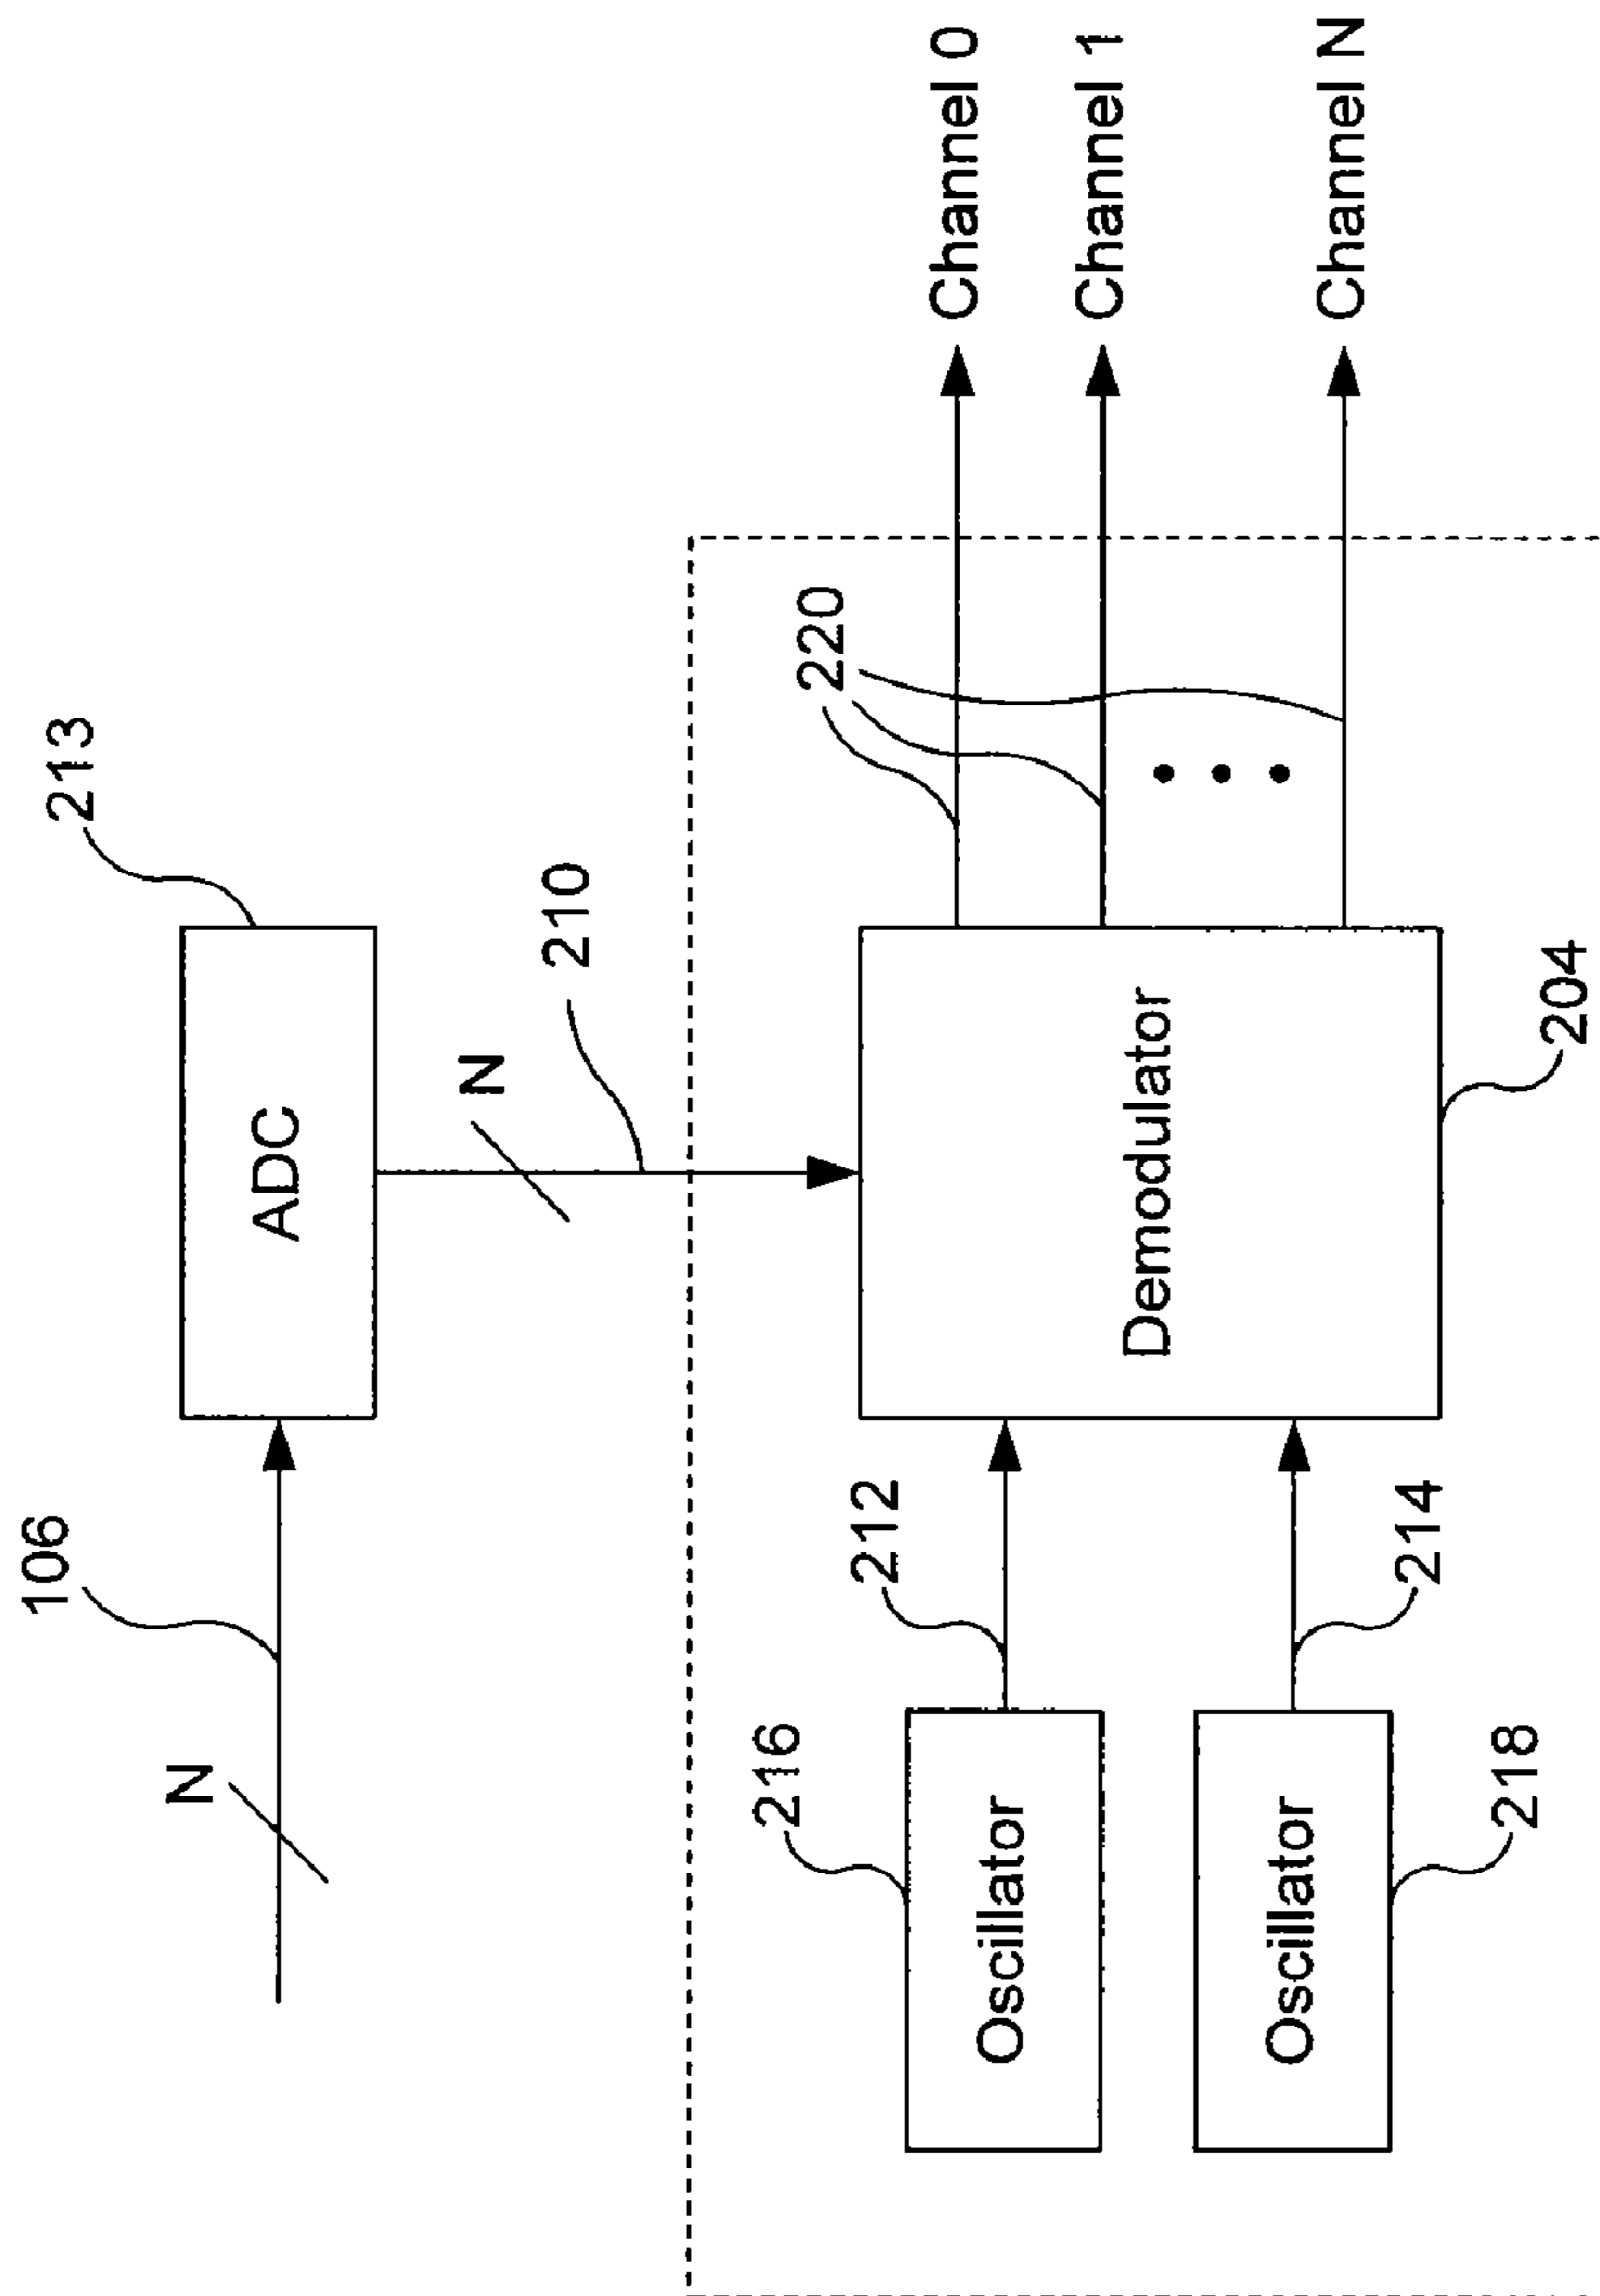 106
N
ADC
213
N
210
216
Oscillator
212
Oscillator
218
214
Demodulator
204
220
Channel 0
Channel 1
Channel N